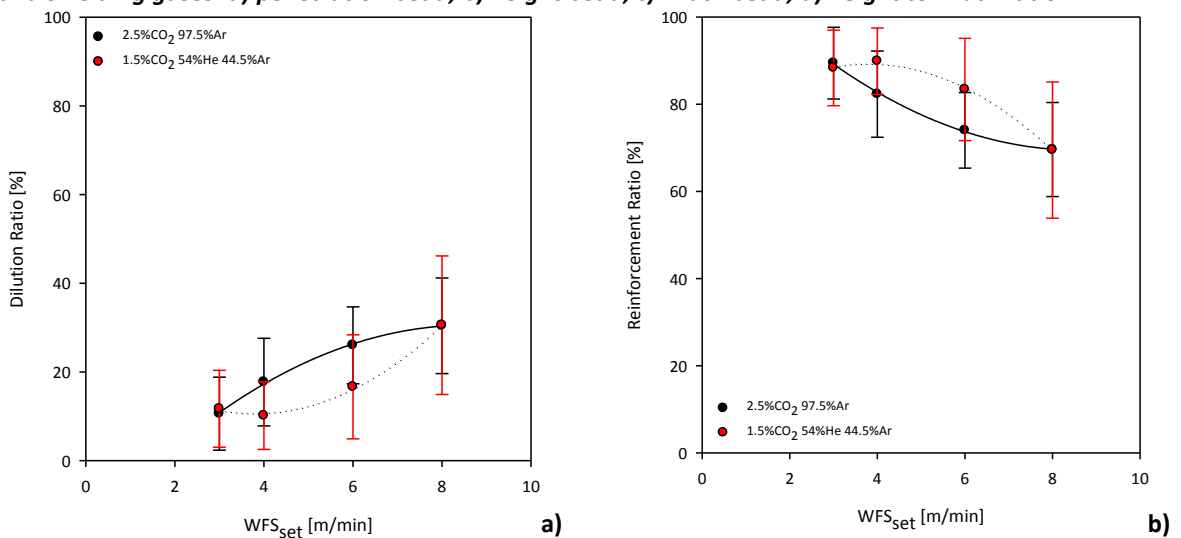 100
80
60
40
20
0
Dilution Ratio [%]
2.5%CO2 97.5%Ar
1.5%CO2 54%He 44.5%Ar
0 2 4 6 8 10
WFSset [m/min]
a)
100
80
60
40
20
0
Reinforcement Ratio [%]
2.5%CO2 97.5%Ar
1.5%CO2 54%He 44.5%Ar
0 2 4 6 8 10
WFSset [m/min]
b)